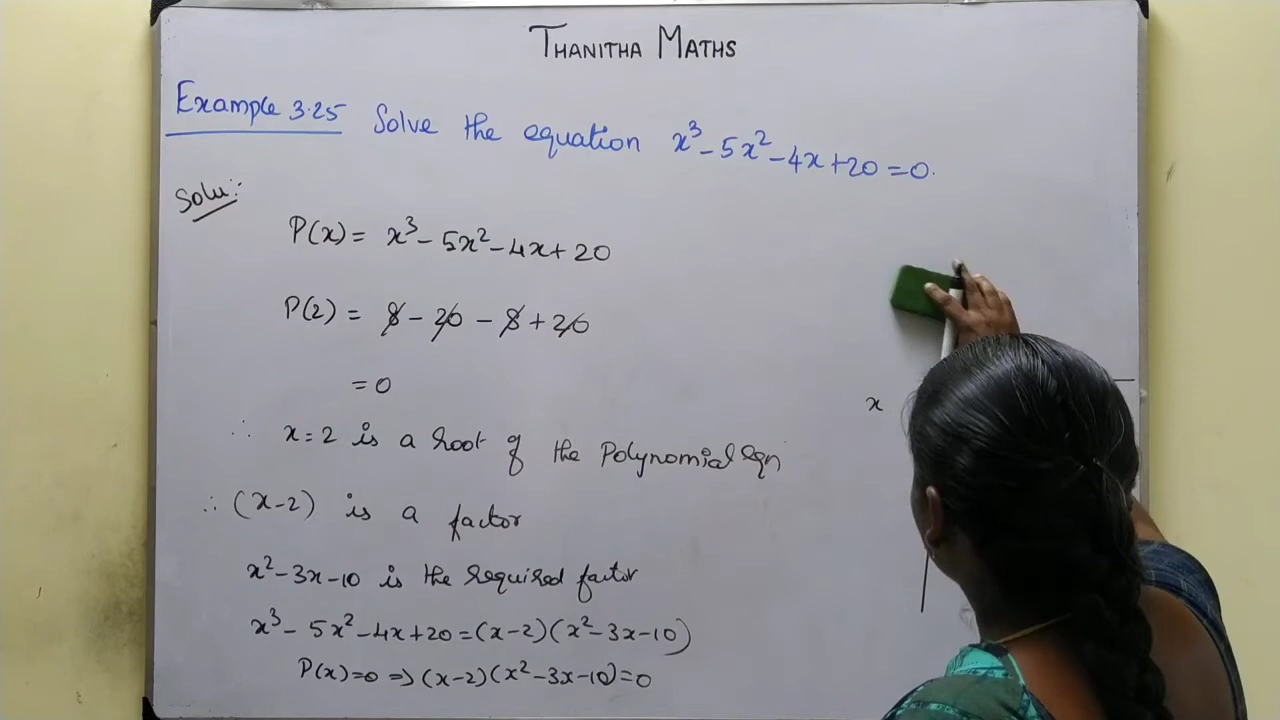 THANITHA MATHS
Example 3.25 Solve the equation x³ - 5x² - 4x + 20 = 0.
Solu:-
P(x) = x³ - 5x² - 4x + 20
P(2) = 8 - 20 - 8 + 20
= 0
∴ x = 2 is a root of the Polynomial Eqn
∴ (x-2) is a factor
x² - 3x - 10 is the required factor
x³ - 5x² - 4x + 20 = (x-2)(x² - 3x - 10)
P(x) = 0 ⇒ (x-2)(x² - 3x - 10) = 0
x